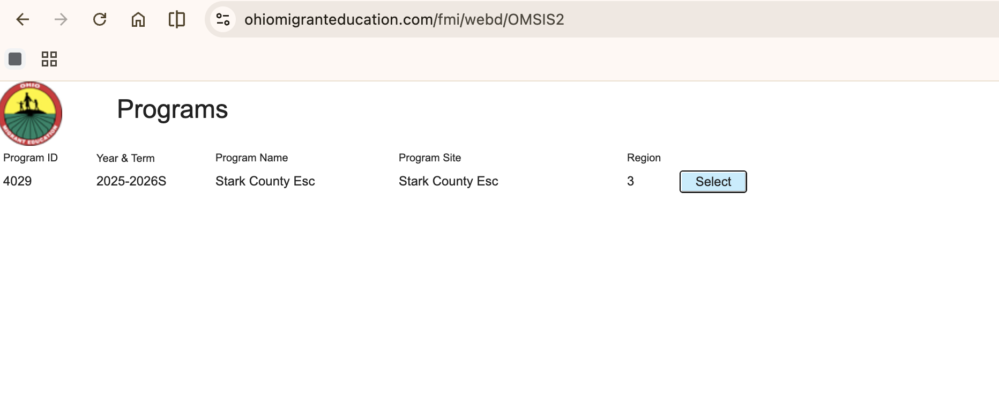 ohiomigranteducation.com/fmi/webd/OMSIS2
OHIO
MIGRANT EDUCATION
Programs
Program ID Year & Term Program Name Program Site Region
4029 2025-2026S Stark County Esc Stark County Esc 3 Select